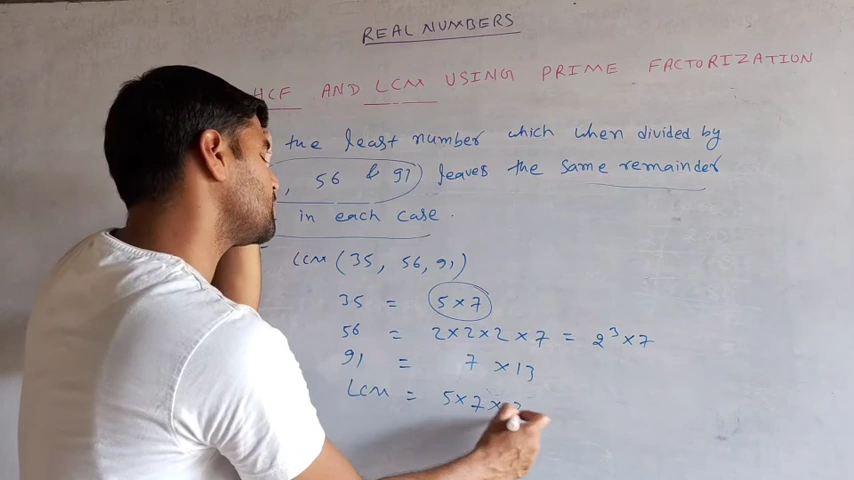 REAL NUMBERS
HCF AND LCM USING PRIME FACTORIZATION
the least number which when divided by
, 56 & 91 leaves the same remainder
in each case.
LCM (35, 56, 91)
35 = 5×7
56 = 2×2×2×7 = 2³×7
91 = 7 ×13
LCM = 5×7×